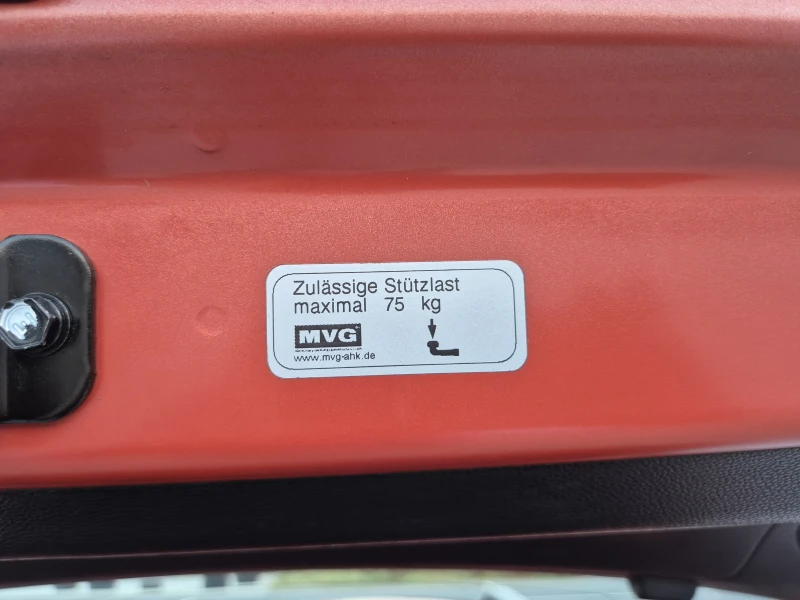 Zulässige Stützlast
maximal 75 kg
MVG
www.mvg-ahk.de